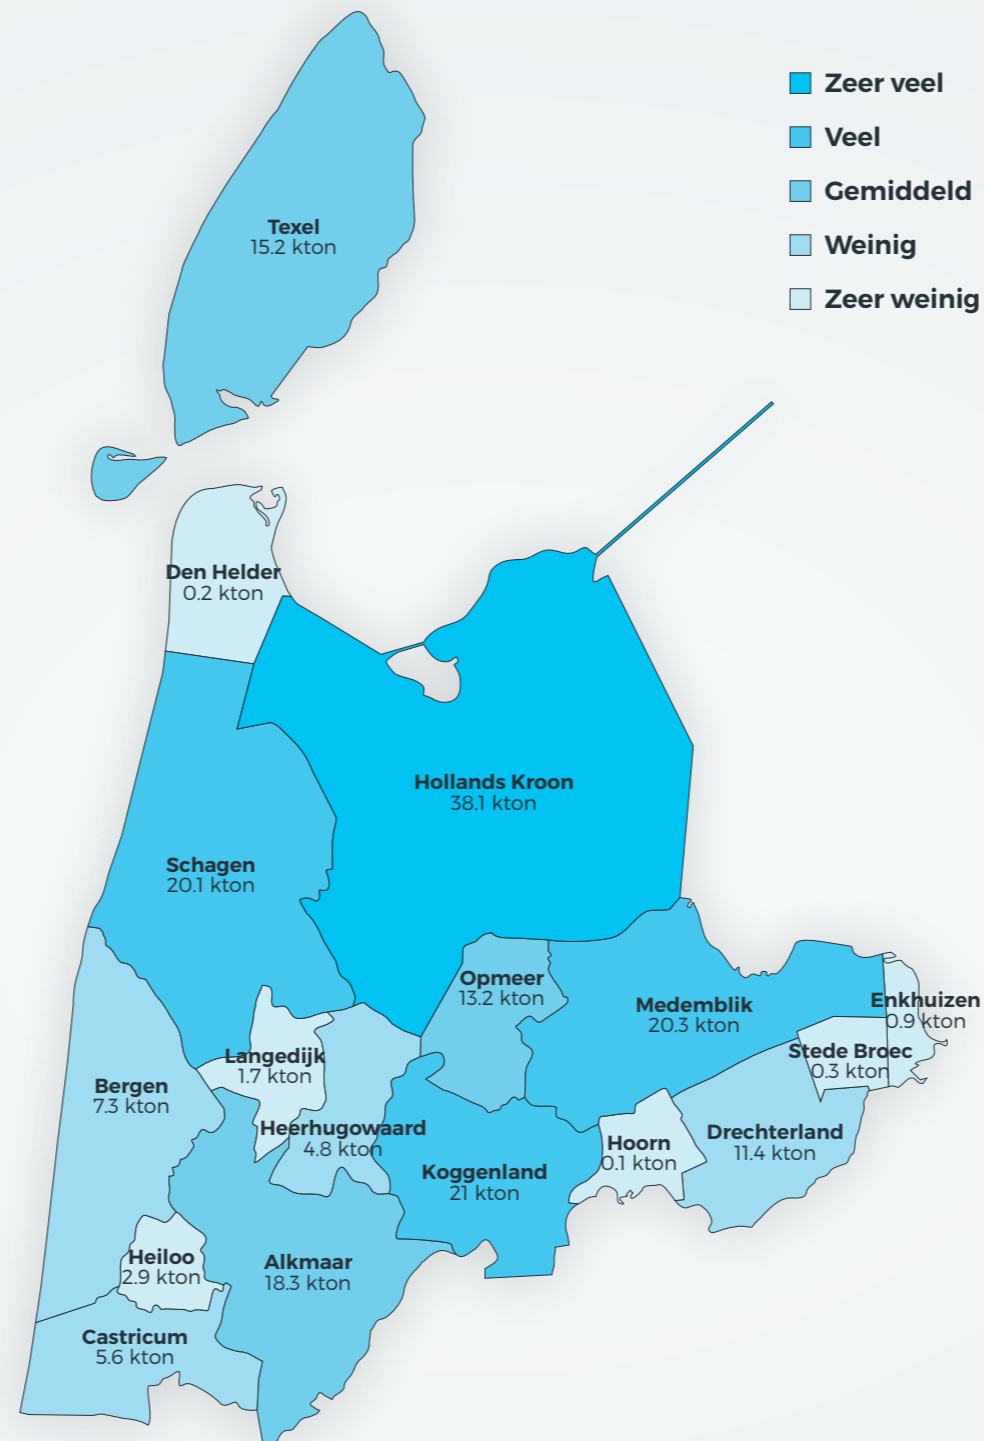 Zeer veel
Veel
Gemiddeld
Weinig
Zeer weinig
Texel
15.2 kton
Den Helder
0.2 kton
Hollands Kroon
38.1 kton
Schagen
20.1 kton
Opmeer
13.2 kton
Medemblik
20.3 kton
Enkhuizen
0.9 kton
Stede Broec
0.3 kton
Langedijk
1.7 kton
Bergen
7.3 kton
Heerhugowaard
4.8 kton
Hoorn
0.1 kton
Drechterland
11.4 kton
Koggenland
21 kton
Heiloo
2.9 kton
Alkmaar
18.3 kton
Castricum
5.6 kton